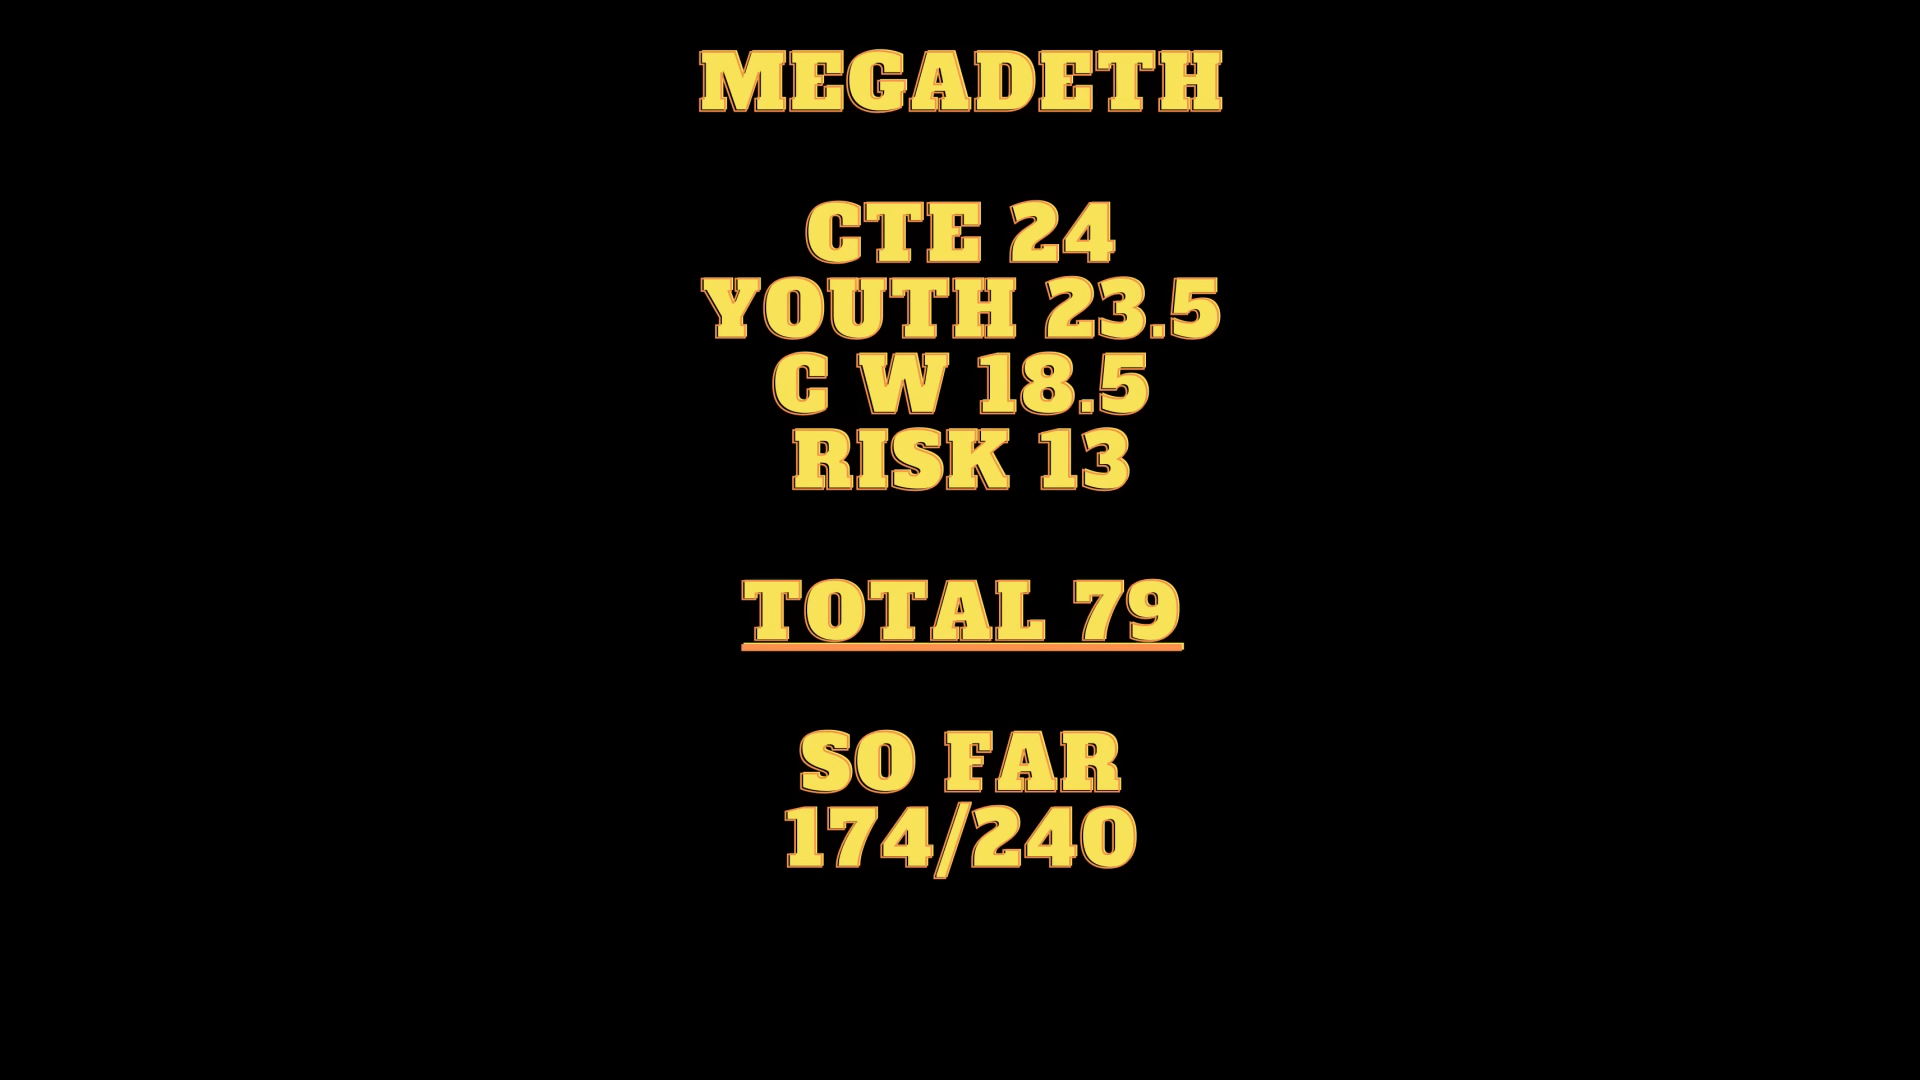 MEGADETH
CTE 24
YOUTH 23.5
C W 18.5
RISK 13
TOTAL 79
SO FAR
174/240